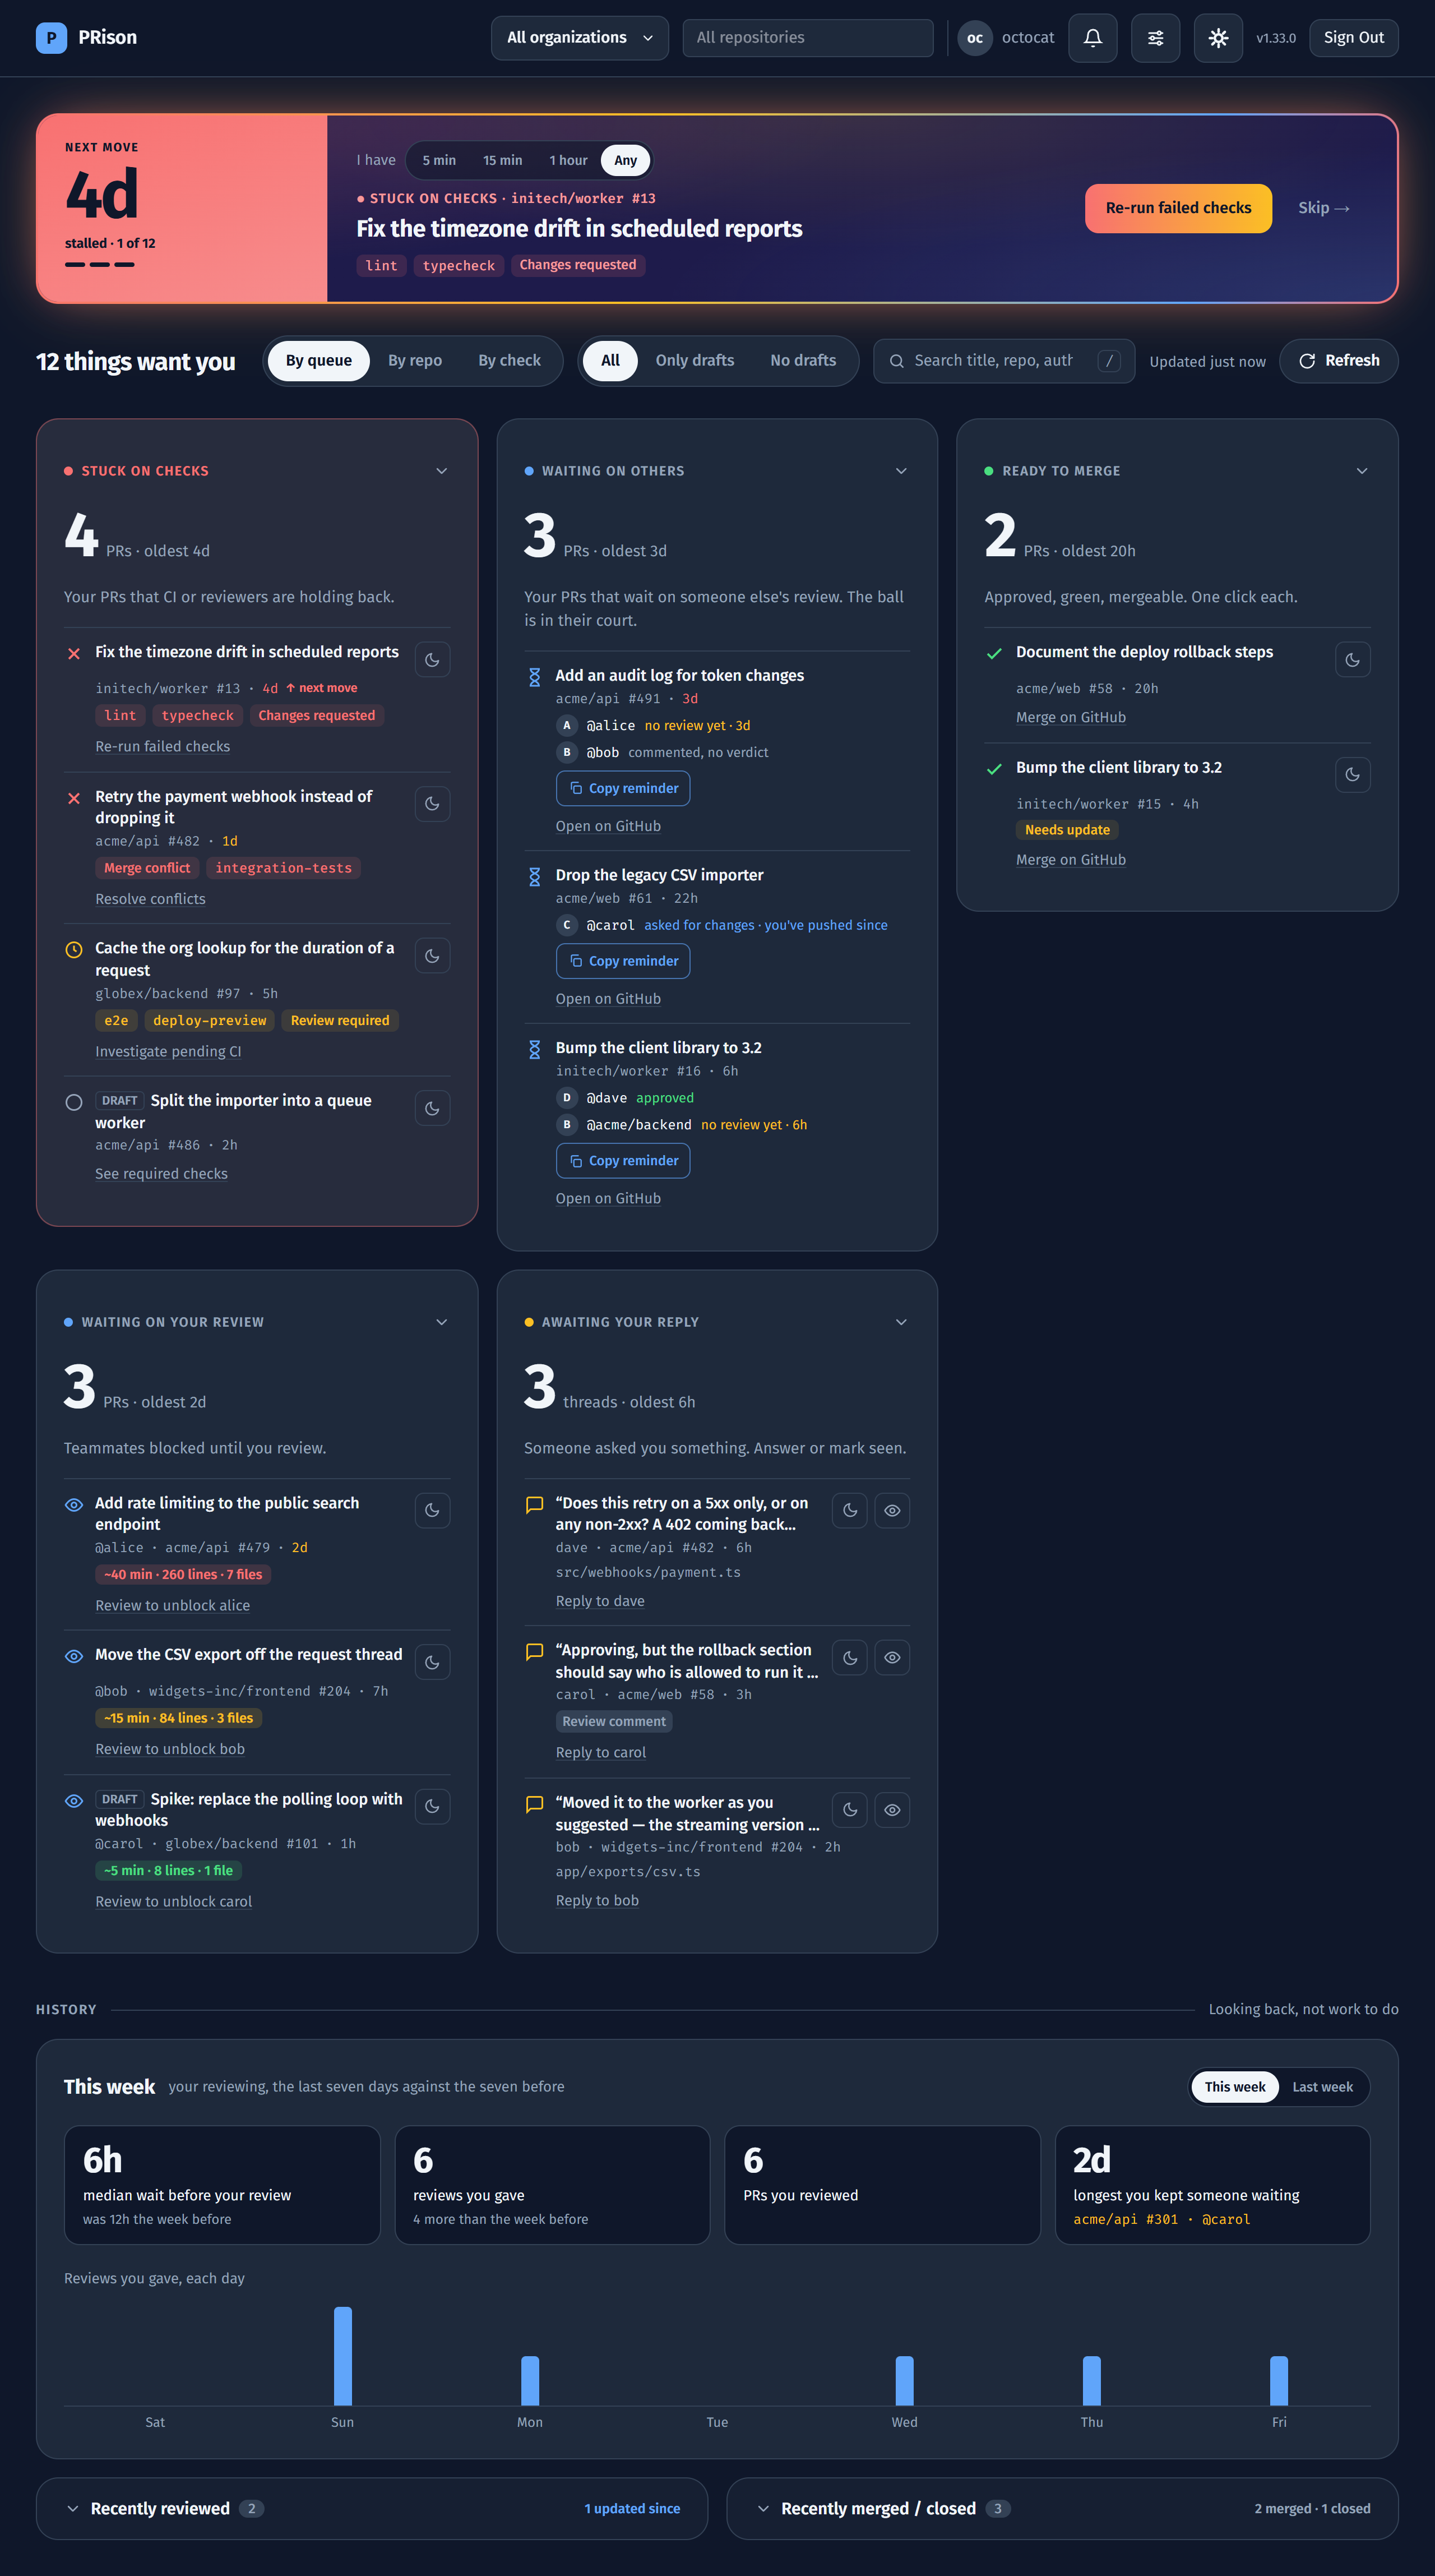 P PRison
All organizations
All repositories
OC octocat
v1.33.0
Sign Out
NEXT MOVE
4d
stalled · 1 of 12
I have 5 min 15 min 1 hour Any
STUCK ON CHECKS · initech/worker #13
Fix the timezone drift in scheduled reports
lint typecheck Changes requested
Re-run failed checks
Skip →
12 things want you
By queue By repo By check
All Only drafts No drafts
Search title, repo, auth /
Updated just now
Refresh
STUCK ON CHECKS
4 PRs · oldest 4d
Your PRs that CI or reviewers are holding back.
Fix the timezone drift in scheduled reports
initech/worker #13 · 4d ↑ next move
lint typecheck Changes requested
Re-run failed checks
Retry the payment webhook instead of
dropping it
acme/api #482 · 1d
Merge conflict integration-tests
Resolve conflicts
Cache the org lookup for the duration of a
request
globex/backend #97 · 5h
e2e deploy-preview Review required
Investigate pending CI
DRAFT Split the importer into a queue
worker
acme/api #486 · 2h
See required checks
WAITING ON OTHERS
3 PRs · oldest 3d
Your PRs that wait on someone else's review. The ball
is in their court.
Add an audit log for token changes
acme/api #491 · 3d
A @alice no review yet · 3d
B @bob commented, no verdict
Copy reminder
Open on GitHub
Drop the legacy CSV importer
acme/web #61 · 22h
C @carol asked for changes · you've pushed since
Copy reminder
Open on GitHub
Bump the client library to 3.2
initech/worker #16 · 6h
D @dave approved
B @acme/backend no review yet · 6h
Copy reminder
Open on GitHub
READY TO MERGE
2 PRs · oldest 20h
Approved, green, mergeable. One click each.
Document the deploy rollback steps
acme/web #58 · 20h
Merge on GitHub
Bump the client library to 3.2
initech/worker #15 · 4h
Needs update
Merge on GitHub
WAITING ON YOUR REVIEW
3 PRs · oldest 2d
Teammates blocked until you review.
Add rate limiting to the public search
endpoint
@alice · acme/api #479 · 2d
~40 min · 260 lines · 7 files
Review to unblock alice
Move the CSV export off the request thread
@bob · widgets-inc/frontend #204 · 7h
~15 min · 84 lines · 3 files
Review to unblock bob
DRAFT Spike: replace the polling loop with
webhooks
@carol · globex/backend #101 · 1h
~5 min · 8 lines · 1 file
Review to unblock carol
AWAITING YOUR REPLY
3 threads · oldest 6h
Someone asked you something. Answer or mark seen.
“Does this retry on a 5xx only, or on
any non-2xx? A 402 coming back…
dave · acme/api #482 · 6h
src/webhooks/payment.ts
Reply to dave
“Approving, but the rollback section
should say who is allowed to run it …
carol · acme/web #58 · 3h
Review comment
Reply to carol
“Moved it to the worker as you
suggested — the streaming version …
bob · widgets-inc/frontend #204 · 2h
app/exports/csv.ts
Reply to bob
HISTORY
Looking back, not work to do
This week your reviewing, the last seven days against the seven before
This week Last week
6h
median wait before your review
was 12h the week before
6
reviews you gave
4 more than the week before
6
PRs you reviewed
2d
longest you kept someone waiting
acme/api #301 · @carol
Reviews you gave, each day
Sat Sun Mon Tue Wed Thu Fri
Recently reviewed 2
1 updated since
Recently merged / closed 3
2 merged · 1 closed